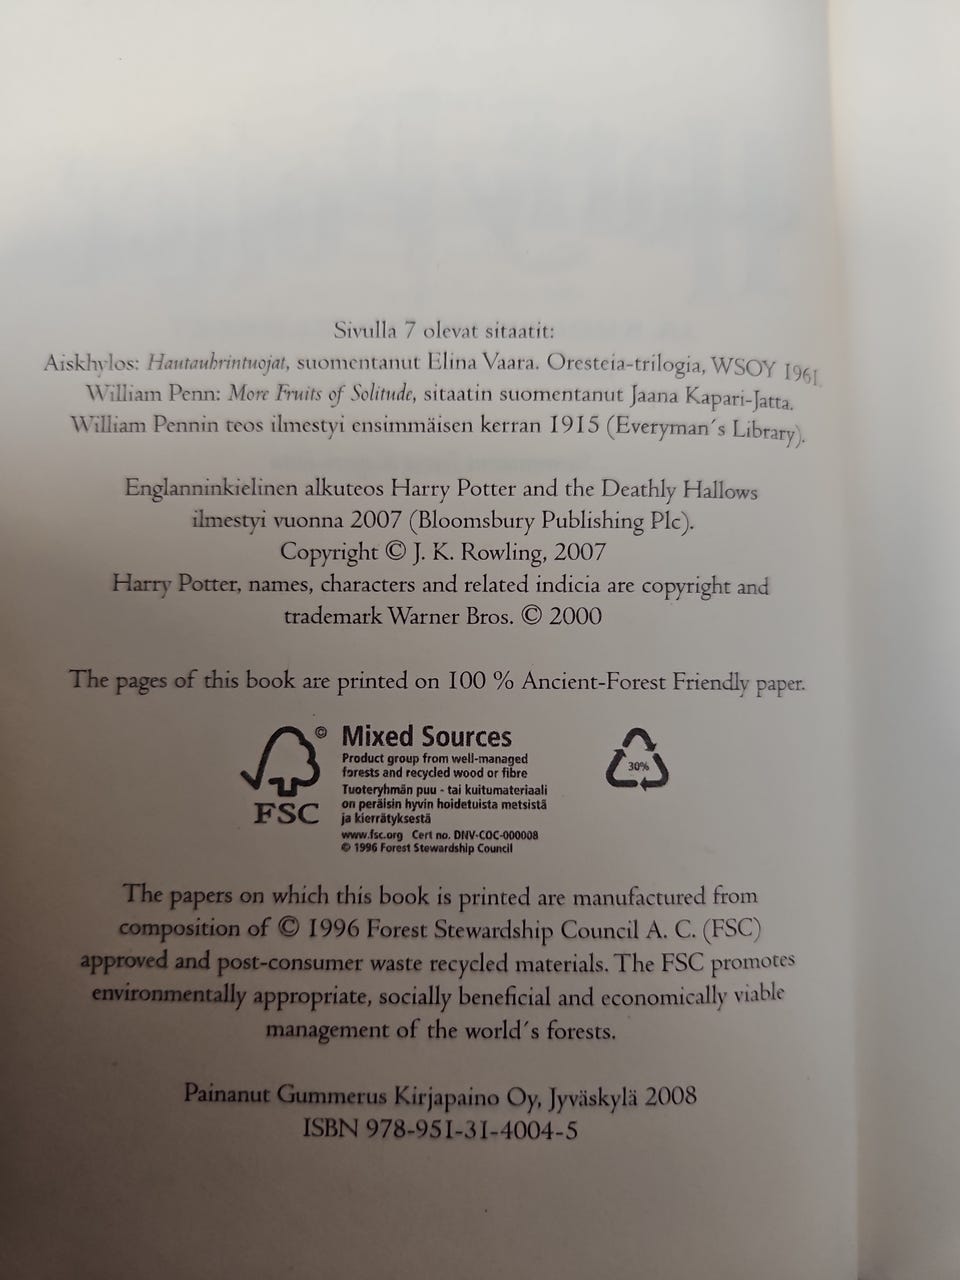 Sivulla 7 olevat sitaatit:
Aiskhylos: Hautauhrintuojat, suomentanut Elina Vaara. Oresteia-trilogia, WSOY 1961.
William Penn: More Fruits of Solitude, sitaatin suomentanut Jaana Kapari-Jatta.
William Pennin teos ilmestyi ensimmäisen kerran 1915 (Everyman´s Library).
Englanninkielinen alkuteos Harry Potter and the Deathly Hallows
ilmestyi vuonna 2007 (Bloomsbury Publishing Plc).
Copyright © J. K. Rowling, 2007
Harry Potter, names, characters and related indicia are copyright and
trademark Warner Bros. © 2000
The pages of this book are printed on 100 % Ancient-Forest Friendly paper.
©
FSC
Mixed Sources
Product group from well-managed
forests and recycled wood or fibre
Tuoteryhmän puu - tai kuitumateriaali
on peräisin hyvin hoidetuista metsistä
ja kierrätyksestä
www.fsc.org Cert no. DNV-COC-000008
© 1996 Forest Stewardship Council
30%
The papers on which this book is printed are manufactured from
composition of © 1996 Forest Stewardship Council A. C. (FSC)
approved and post-consumer waste recycled materials. The FSC promotes
environmentally appropriate, socially beneficial and economically viable
management of the world´s forests.
Painanut Gummerus Kirjapaino Oy, Jyväskylä 2008
ISBN 978-951-31-4004-5